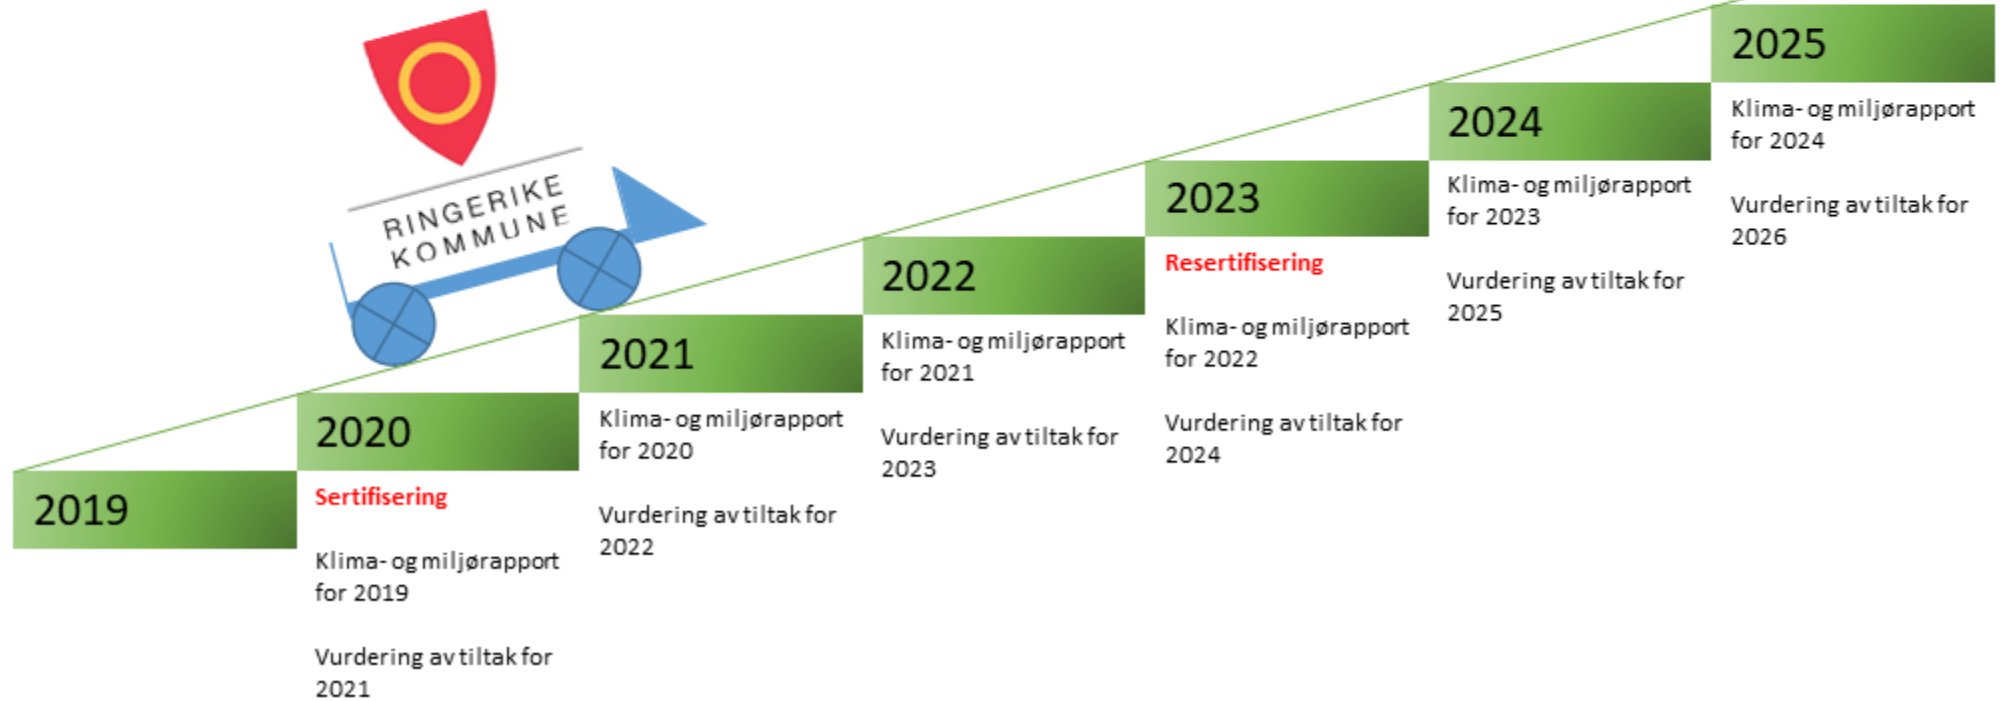 RINGERIKE
KOMMUNE
2019
2020
Sertifisering
Klima- og miljørapport
for 2019
Vurdering av tiltak for
2021
2021
Klima- og miljørapport
for 2020
Vurdering av tiltak for
2022
2022
Klima- og miljørapport
for 2021
Vurdering av tiltak for
2023
2023
Resertifisering
Klima- og miljørapport
for 2022
Vurdering av tiltak for
2024
2024
Klima- og miljørapport
for 2023
Vurdering av tiltak for
2025
2025
Klima- og miljørapport
for 2024
Vurdering av tiltak for
2026